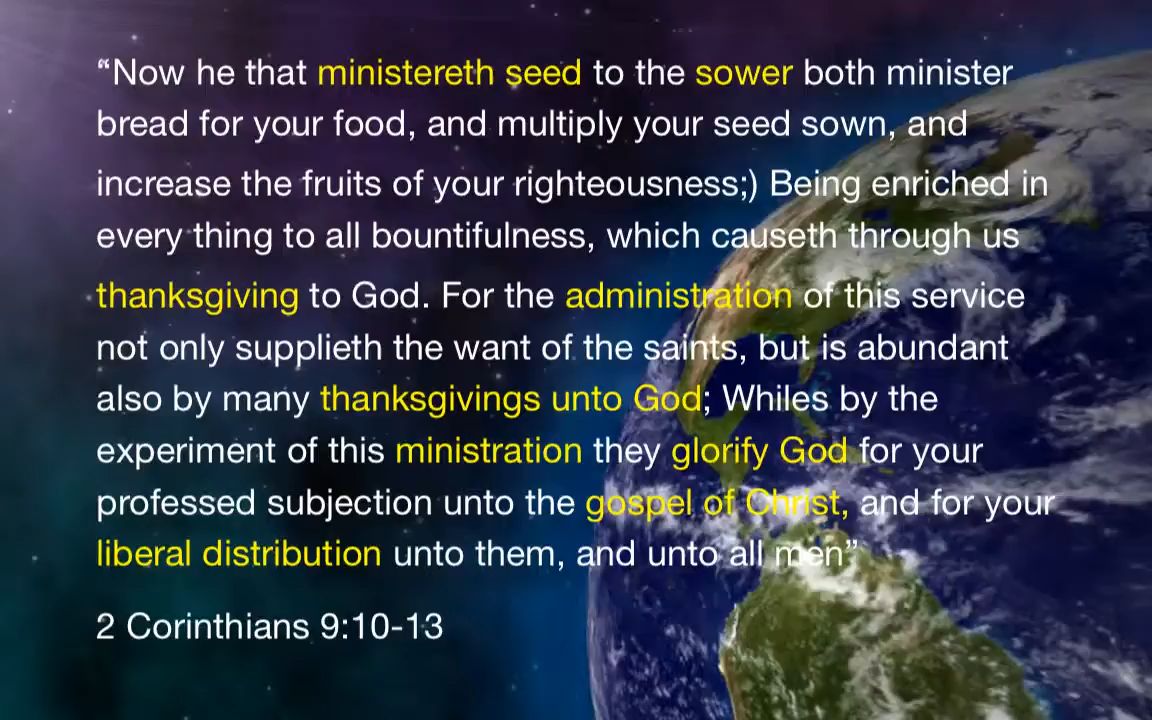 “Now he that ministereth seed to the sower both minister
bread for your food, and multiply your seed sown, and
increase the fruits of your righteousness;) Being enriched in
every thing to all bountifulness, which causeth through us
thanksgiving to God. For the administration of this service
not only supplieth the want of the saints, but is abundant
also by many thanksgivings unto God; Whiles by the
experiment of this ministration they glorify God for your
professed subjection unto the gospel of Christ, and for your
liberal distribution unto them, and unto all men”
2 Corinthians 9:10-13